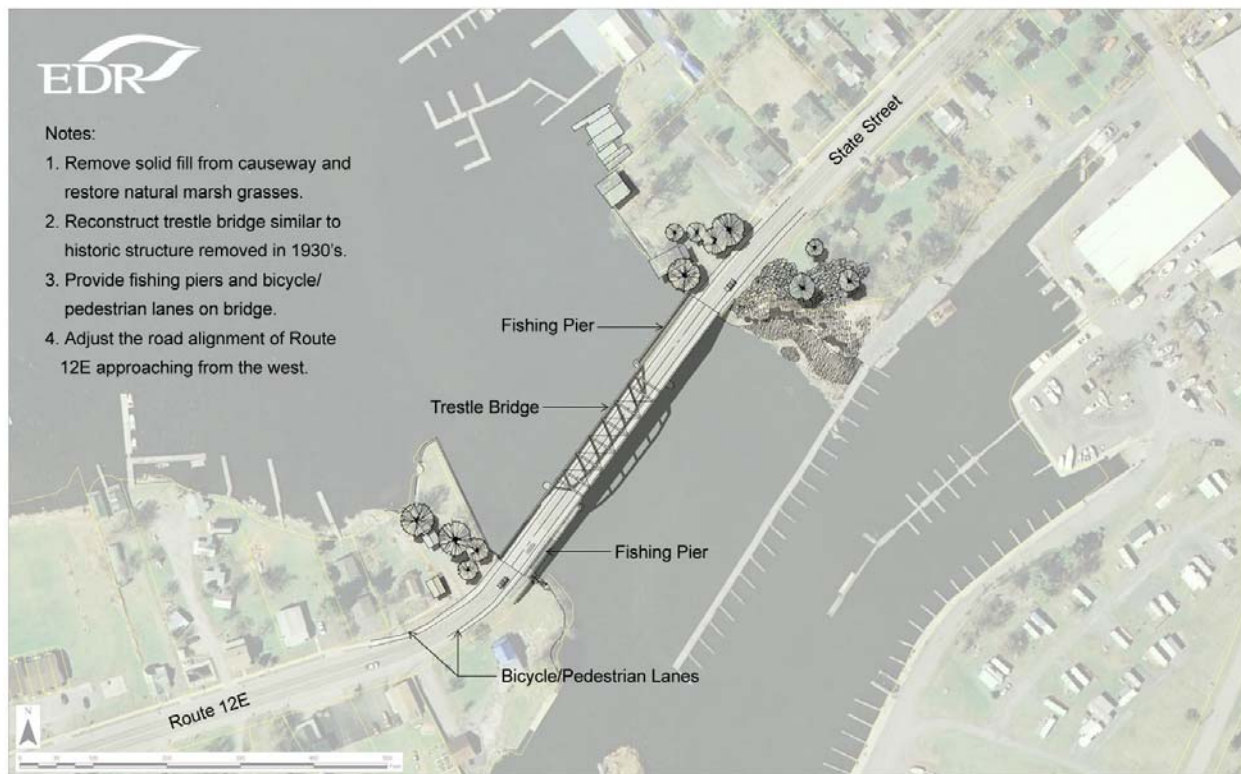 EDR
Notes:
1. Remove solid fill from causeway and
restore natural marsh grasses.
2. Reconstruct trestle bridge similar to
historic structure removed in 1930's.
3. Provide fishing piers and bicycle/
pedestrian lanes on bridge.
4. Adjust the road alignment of Route
12E approaching from the west.
State Street
Fishing Pier
Trestle Bridge
Fishing Pier
Bicycle/Pedestrian Lanes
Route 12E
N